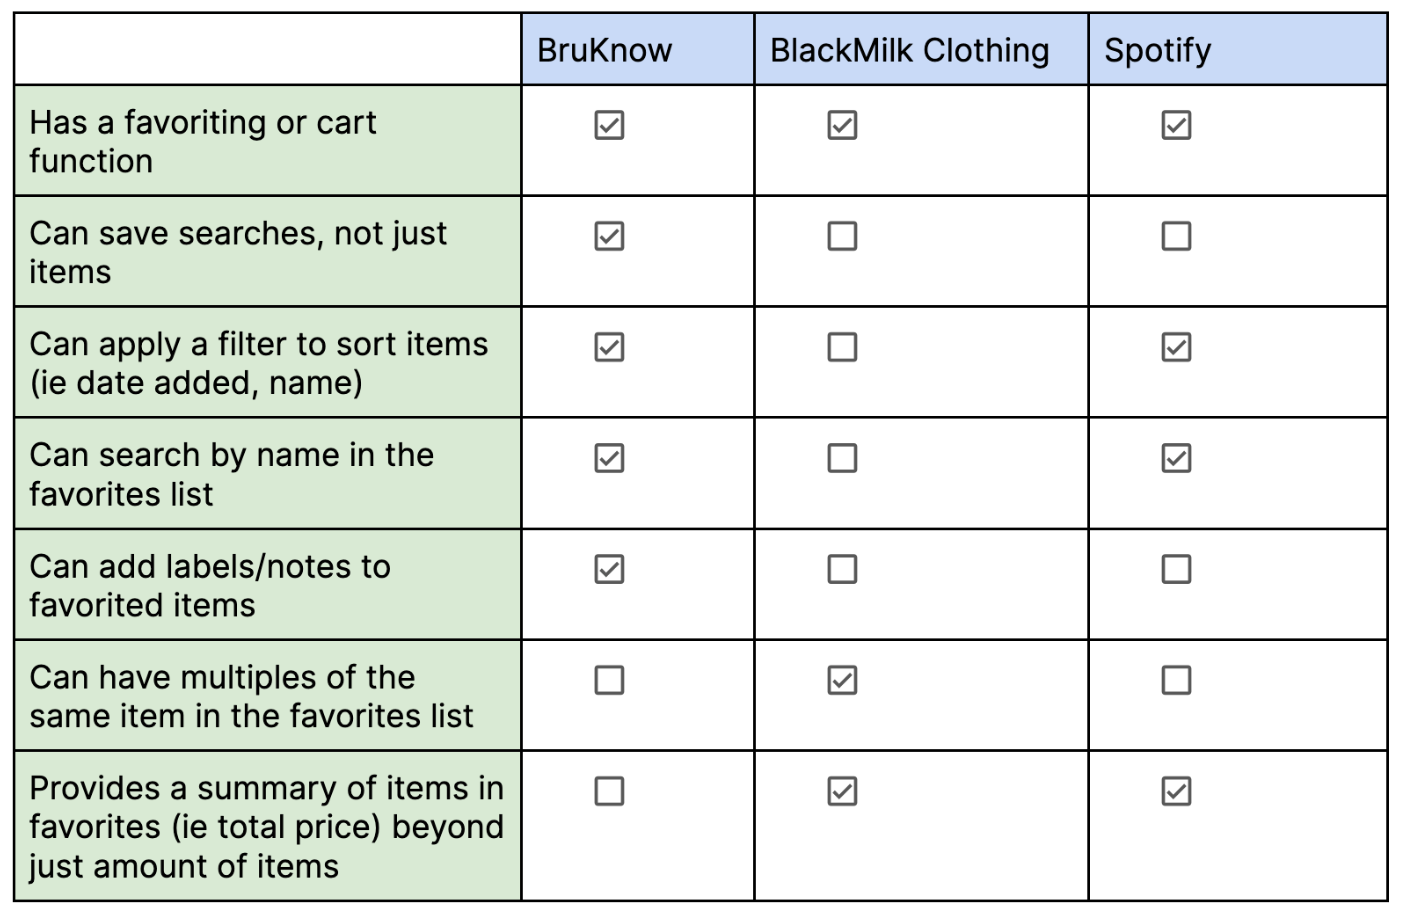 BruKnow
BlackMilk Clothing
Spotify
Has a favoriting or cart
function
Can save searches, not just
items
Can apply a filter to sort items
(ie date added, name)
Can search by name in the
favorites list
Can add labels/notes to
favorited items
Can have multiples of the
same item in the favorites list
Provides a summary of items in
favorites (ie total price) beyond
just amount of items